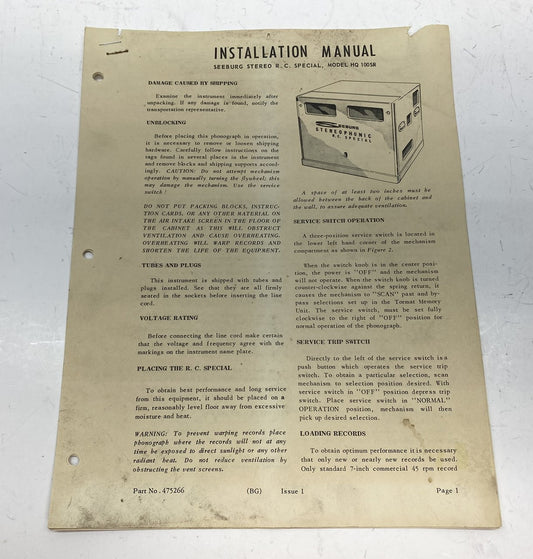 INSTALLATION MANUAL
SEEBURG STEREO R.C. SPECIAL, MODEL HQ 100SR
DAMAGE CAUSED BY SHIPPING
Examine the instrument immediately after
unpacking. If any damage is found, notify the
transportation representative.
UNBLOCKING
Before placing this phonograph in operation,
it is necessary to remove or loosen shipping
hardware. Carefully follow instructions on the
tags found in several places in the instrument
and remove blocks and shipping supports accord-
ingly. CAUTION: Do not attempt mechanism
operation by manually turning the flywheel; this
may damage the mechanism. Use the service
switch!
DO NOT PUT PACKING BLOCKS, INSTRUC-
TION CARDS, OR ANY OTHER MATERIAL ON
THE AIR INTAKE SCREEN IN THE FLOOR OF
THE CABINET AS THIS WILL OBSTRUCT
VENTILATION AND CAUSE OVERHEATING.
OVERHEATING WILL WARP RECORDS AND
SHORTEN THE LIFE OF THE EQUIPMENT.
TUBES AND PLUGS
This instrument is shipped with tubes and
plugs installed. See that they are all firmly
seated in the sockets before inserting the line
cord.
VOLTAGE RATING
Before connecting the line cord make certain
that the voltage and frequency agree with the
markings on the instrument name plate.
PLACING THE R. C. SPECIAL
To obtain best performance and long service
from this equipment, it should be placed on a
firm, reasonably level floor away from excessive
moisture and heat.
WARNING: To prevent warping records place
phonograph where the records will not at any
time be exposed to direct sunlight or any other
radiant heat. Do not reduce ventilation by
obstructing the vent screens.
SEEBURG
STEREOPHONIC
R.C. SPECIAL
A space of at least two inches must be
allowed between the back of the cabinet and
the wall, to assure adequate ventilation.
SERVICE SWITCH OPERATION
A three-position service switch is located in
the lower left hand corner of the mechanism
compartment as shown in Figure 2.
When the switch knob in in the center posi-
tion, the power is "OFF" and the mechanism
will not operate. When the switch knob is turned
counter-clockwise against the spring return, it
causes the mechanism to "SCAN" past and by-
pass selections set up in the Tormat Memory
Unit. The service switch, must be set fully
clockwise to the right of "OFF" position for
normal operation of the phonograph.
SERVICE TRIP SWITCH
Directly to the left of the service switch is a
push button which operates the service trip
switch. To obtain a particular selection, scan
mechanism to selection position desired. With
service switch in "OFF" position depress trip
switch. Place service switch in "NORMAL"
OPERATION position, mechanism will then
pick up desired selection.
LOADING RECORDS
To obtain optimum performance it is necessary
that only new or nearly new records be used.
Only standard 7-inch commercial 45 rpm record
Part No. 475266 (BG) Issue 1 Page 1